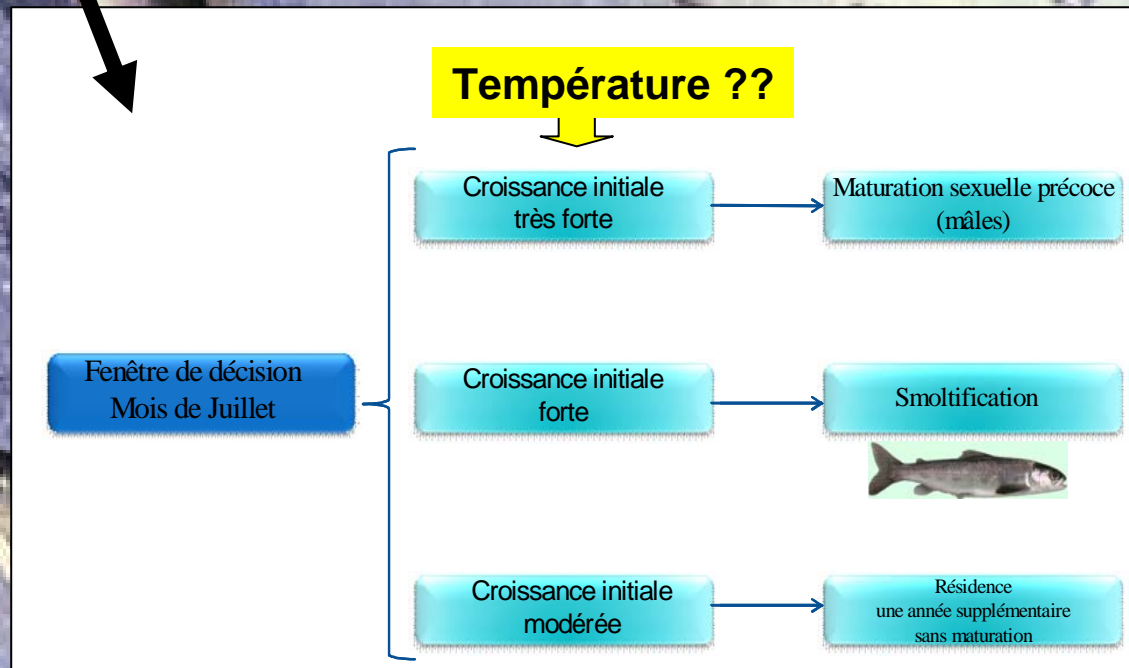 Température ??
Croissance initiale
très forte
Maturation sexuelle précoce
(mâles)
Fenêtre de décision
Mois de Juillet
Croissance initiale
forte
Smoltification
Croissance initiale
modérée
Résidence
une année supplémentaire
sans maturation